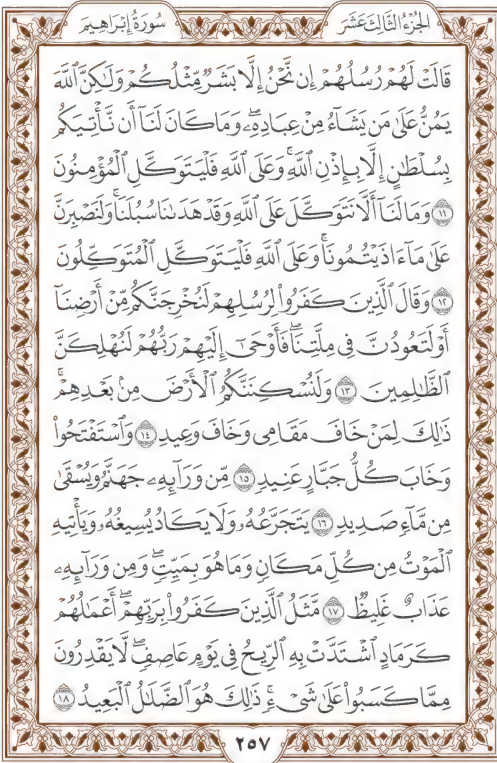 الجزء الثالث عشر
سورة إبراهيم
قَالَتْ لَهُمْ رُسُلُهُمْ إِن نَّحْنُ إِلَّا بَشَرٌ مِّثْلُكُمْ وَلَٰكِنَّ ٱللَّهَ
يَمُنُّ عَلَىٰ مَن يَشَآءُ مِنْ عِبَادِهِۦۖ وَمَا كَانَ لَنَآ أَن نَّأْتِيَكُم
بِسُلْطَٰنٍ إِلَّا بِإِذْنِ ٱللَّهِۚ وَعَلَى ٱللَّهِ فَلْيَتَوَكَّلِ ٱلْمُؤْمِنُونَ
١١ وَمَا لَنَآ أَلَّا نَتَوَكَّلَ عَلَى ٱللَّهِ وَقَدْ هَدَىٰنَا سُبُلَنَاۚ وَلَنَصْبِرَنَّ
عَلَىٰ مَآ ءَاذَيْتُمُونَاۚ وَعَلَى ٱللَّهِ فَلْيَتَوَكَّلِ ٱلْمُتَوَكِّلُونَ
١٢ وَقَالَ ٱلَّذِينَ كَفَرُوا۟ لِرُسُلِهِمْ لَنُخْرِجَنَّكُم مِّنْ أَرْضِنَآ
أَوْ لَتَعُودُنَّ فِى مِلَّتِنَاۖ فَأَوْحَىٰٓ إِلَيْهِمْ رَبُّهُمْ لَنُهْلِكَنَّ
ٱلظَّٰلِمِينَ ١٣ وَلَنُسْكِنَنَّكُمُ ٱلْأَرْضَ مِنۢ بَعْدِهِمْۚ
ذَٰلِكَ لِمَنْ خَافَ مَقَامِى وَخَافَ وَعِيدِ ١٤ وَٱسْتَفْتَحُوا۟
وَخَابَ كُلُّ جَبَّارٍ عَنِيدٍ ١٥ مِّن وَرَآئِهِۦ جَهَنَّمُ وَيُسْقَىٰ
مِن مَّآءٍ صَدِيدٍ ١٦ يَتَجَرَّعُهُۥ وَلَا يَكَادُ يُسِيغُهُۥ وَيَأْتِيهِ
ٱلْمَوْتُ مِن كُلِّ مَكَانٍ وَمَا هُوَ بِمَيِّتٍۖ وَمِن وَرَآئِهِۦ
عَذَابٌ غَلِيظٌ ١٧ مَّثَلُ ٱلَّذِينَ كَفَرُوا۟ بِرَبِّهِمْۖ أَعْمَٰلُهُمْ
كَرَمَادٍ ٱشْتَدَّتْ بِهِ ٱلرِّيحُ فِى يَوْمٍ عَاصِفٍۖ لَّا يَقْدِرُونَ
مِمَّا كَسَبُوا۟ عَلَىٰ شَىْءٍۚ ذَٰلِكَ هُوَ ٱلضَّلَٰلُ ٱلْبَعِيدُ ١٨
٢٥٧